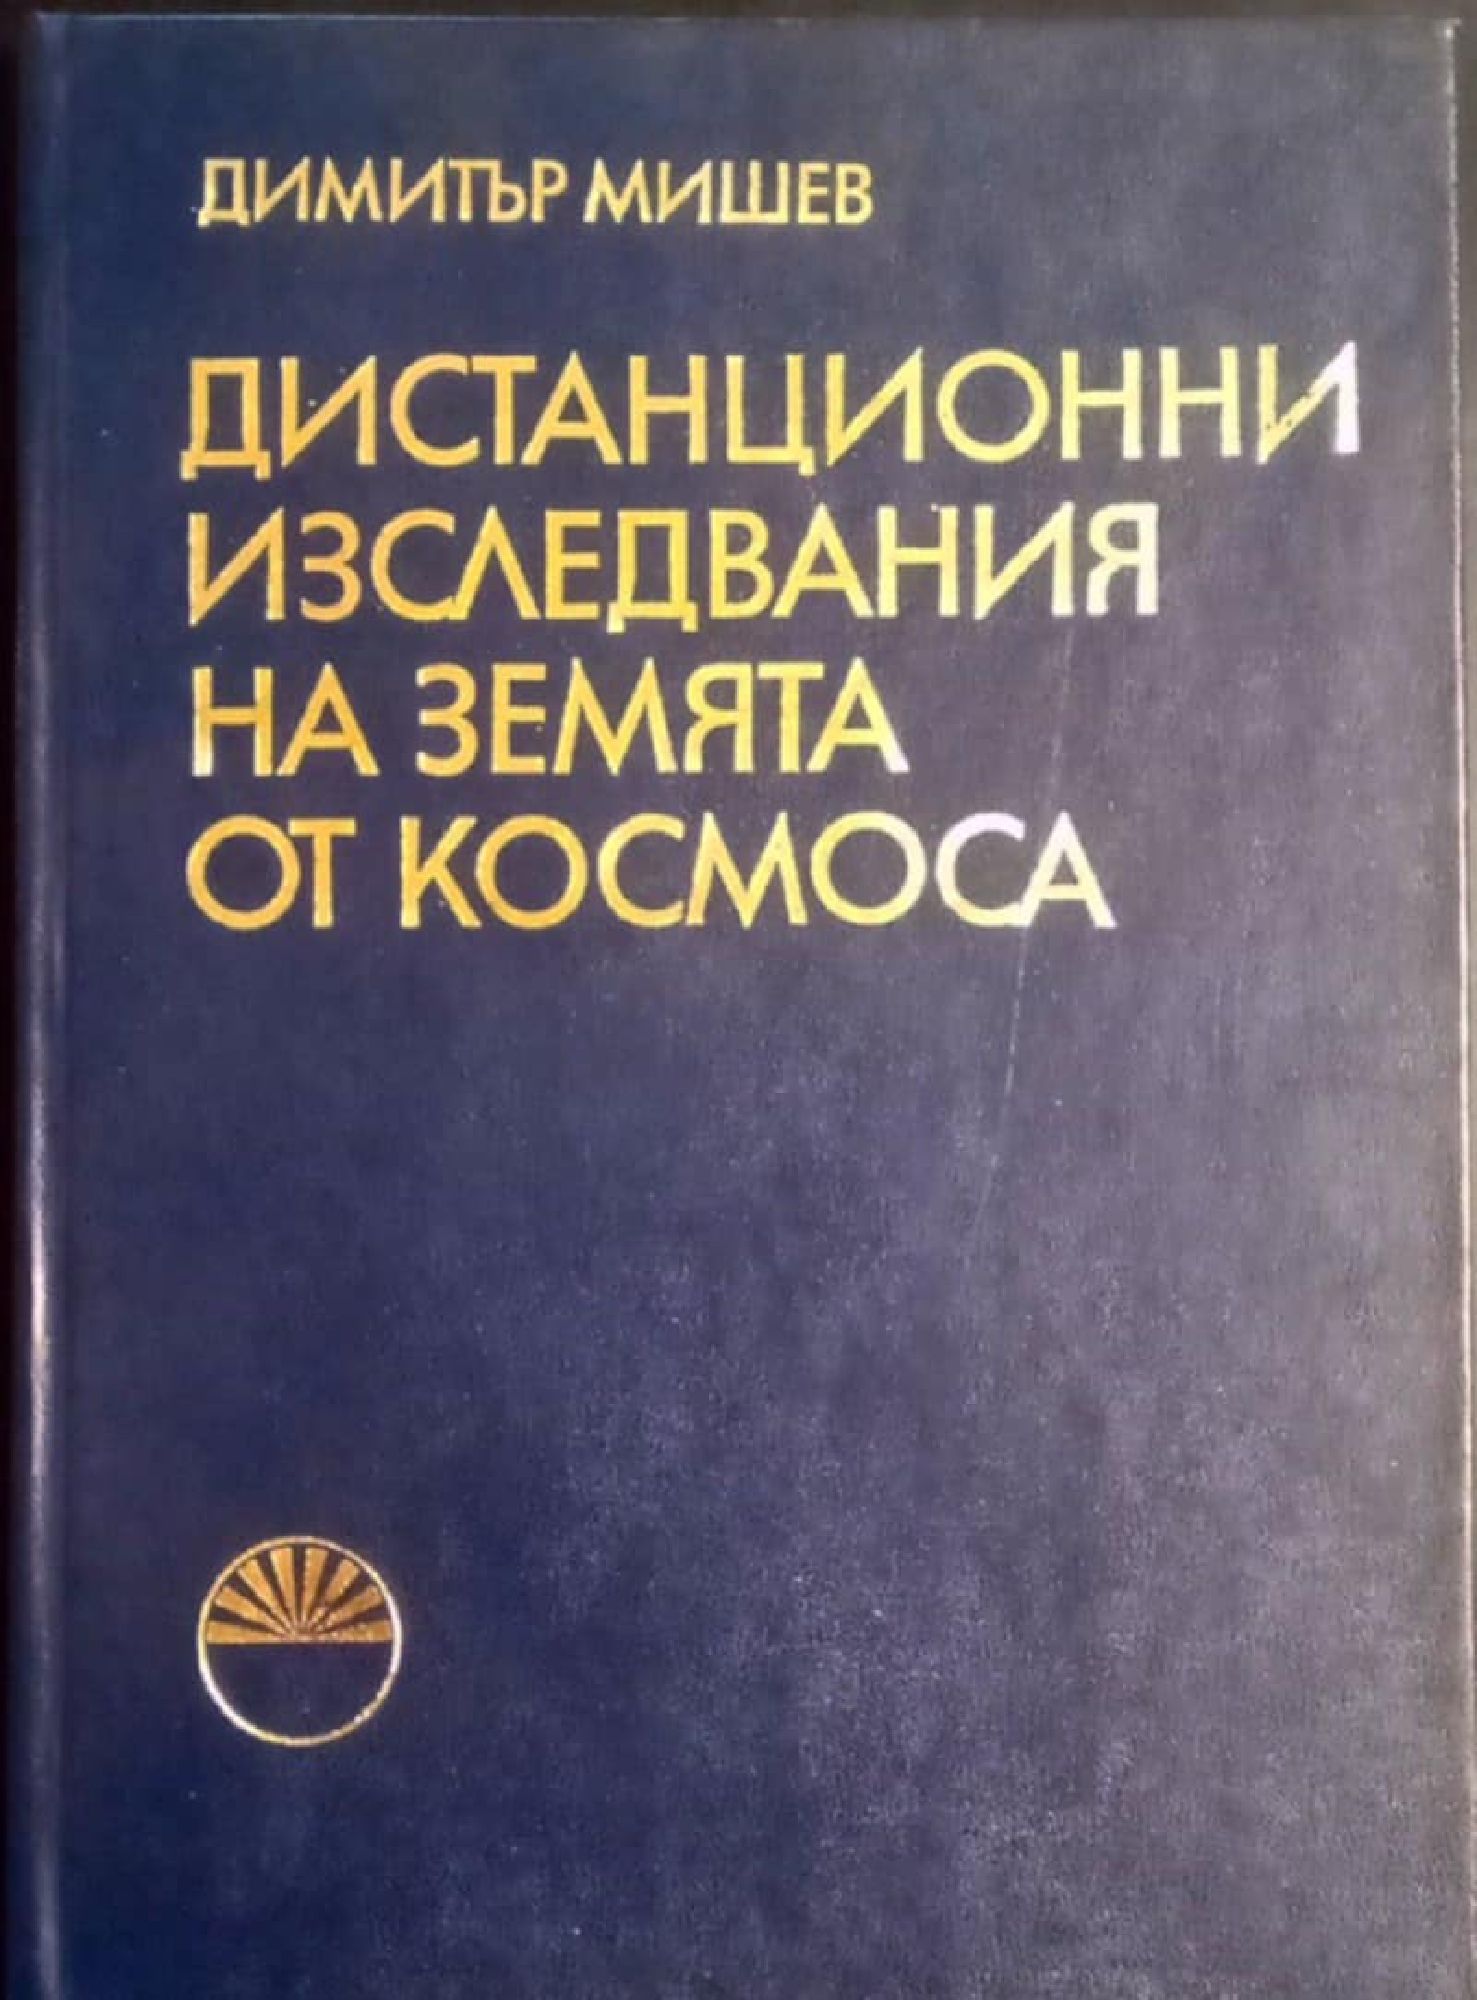 ДИМИТЪР МИШЕВ
ДИСТАНЦИОННИ
ИЗСЛЕДВАНИЯ
НА ЗЕМЯТА
ОТ КОСМОСА